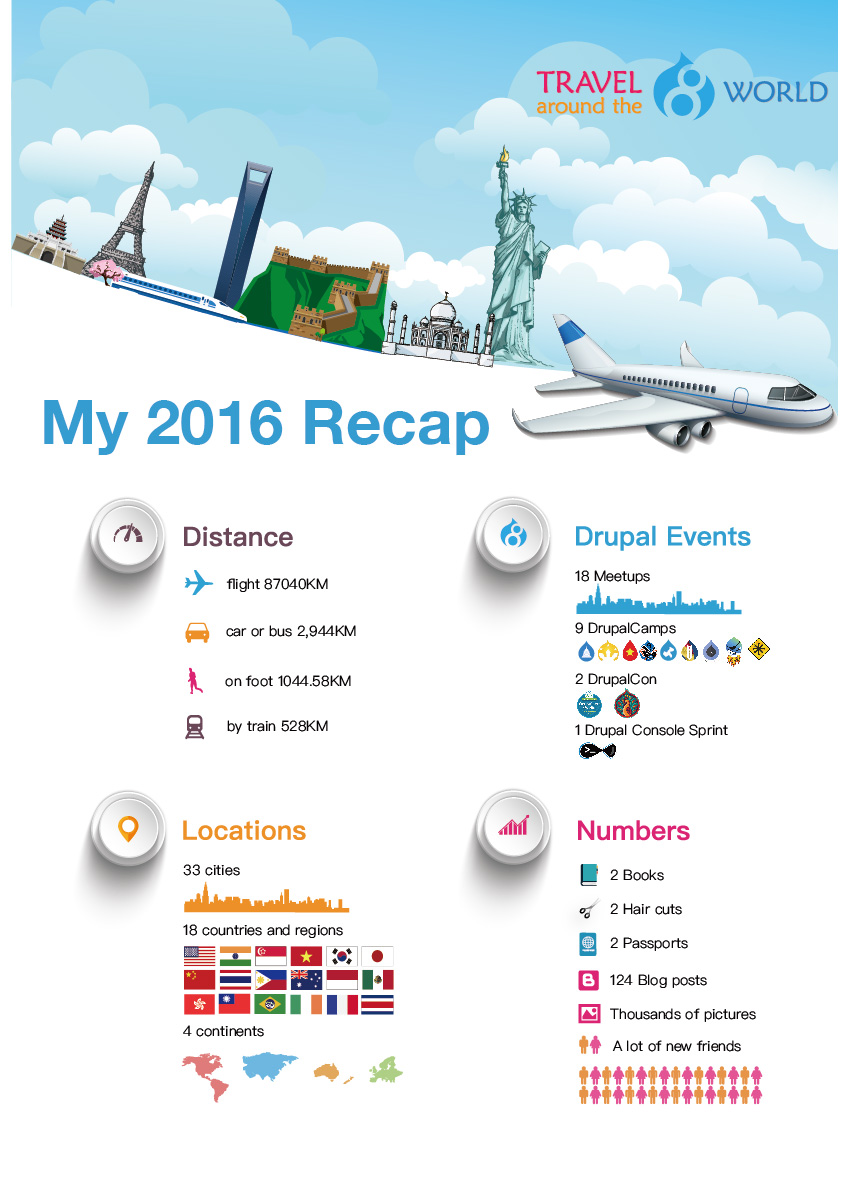 TRAVEL
around the
8 WORLD
My 2016 Recap
Distance
flight 87040KM
car or bus 2,944KM
on foot 1044.58KM
by train 528KM
Drupal Events
18 Meetups
9 DrupalCamps
2 DrupalCon
1 Drupal Console Sprint
Locations
33 cities
18 countries and regions
4 continents
Numbers
2 Books
2 Hair cuts
2 Passports
124 Blog posts
Thousands of pictures
A lot of new friends